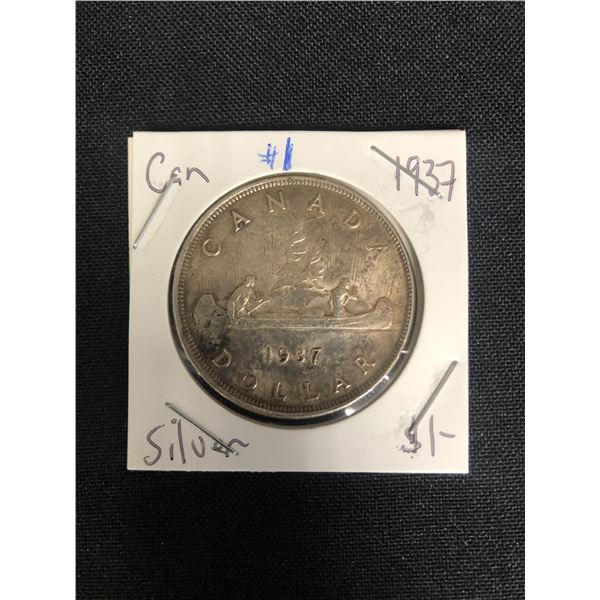 Can #1 1937
CANADA
1937
DOLLAR
Silver $1-